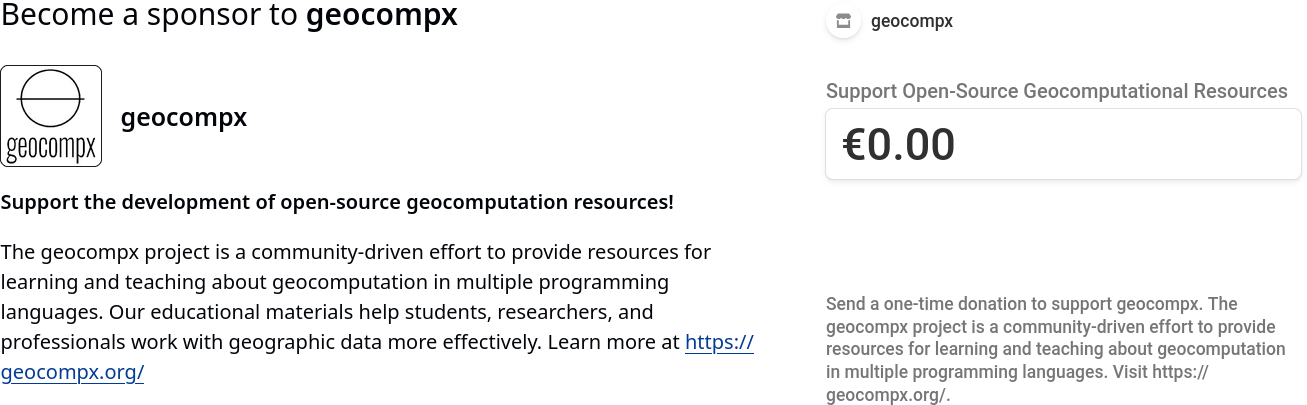 Become a sponsor to geocompx
geocompx
geocompx
Support the development of open-source geocomputation resources!
The geocompx project is a community-driven effort to provide resources for
learning and teaching about geocomputation in multiple programming
languages. Our educational materials help students, researchers, and
professionals work with geographic data more effectively. Learn more at https://
geocompx.org/
geocompx
Support Open-Source Geocomputational Resources
€0.00
Send a one-time donation to support geocompx. The
geocompx project is a community-driven effort to provide
resources for learning and teaching about geocomputation
in multiple programming languages. Visit https://
geocompx.org/.